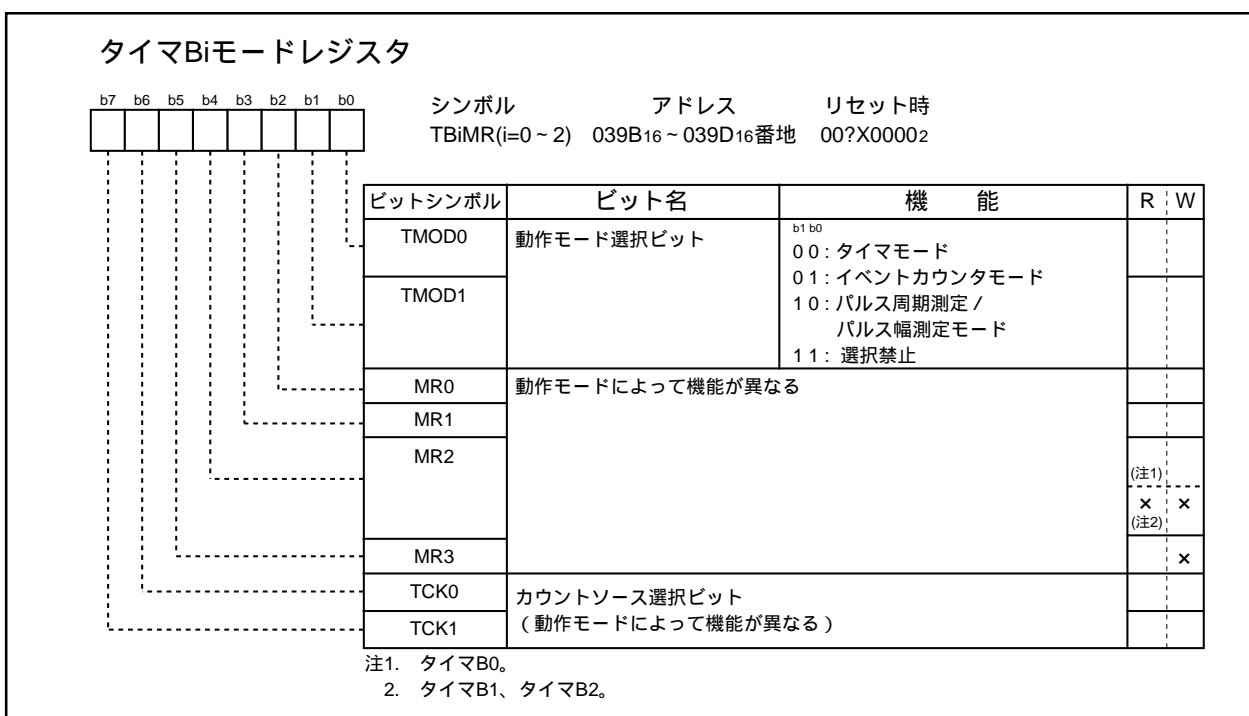 タイマBiモードレジスタ
b7 b6 b5 b4 b3 b2 b1 b0
シンボル アドレス リセット時
TBiMR(i=0~2) 039B16~039D16番地 00?X00002
ビットシンボル ビット名 機 能 R W
TMOD0 動作モード選択ビット
b1 b0
0 0 : タイマモード
0 1 : イベントカウンタモード
TMOD1
1 0 : パルス周期測定/
パルス幅測定モード
1 1 : 選択禁止
MR0 動作モードによって機能が異なる
MR1
MR2
(注1)
× ×
(注2)
MR3 ×
TCK0 カウントソース選択ビット
TCK1 (動作モードによって機能が異なる)
注1. タイマB0。
2. タイマB1、タイマB2。